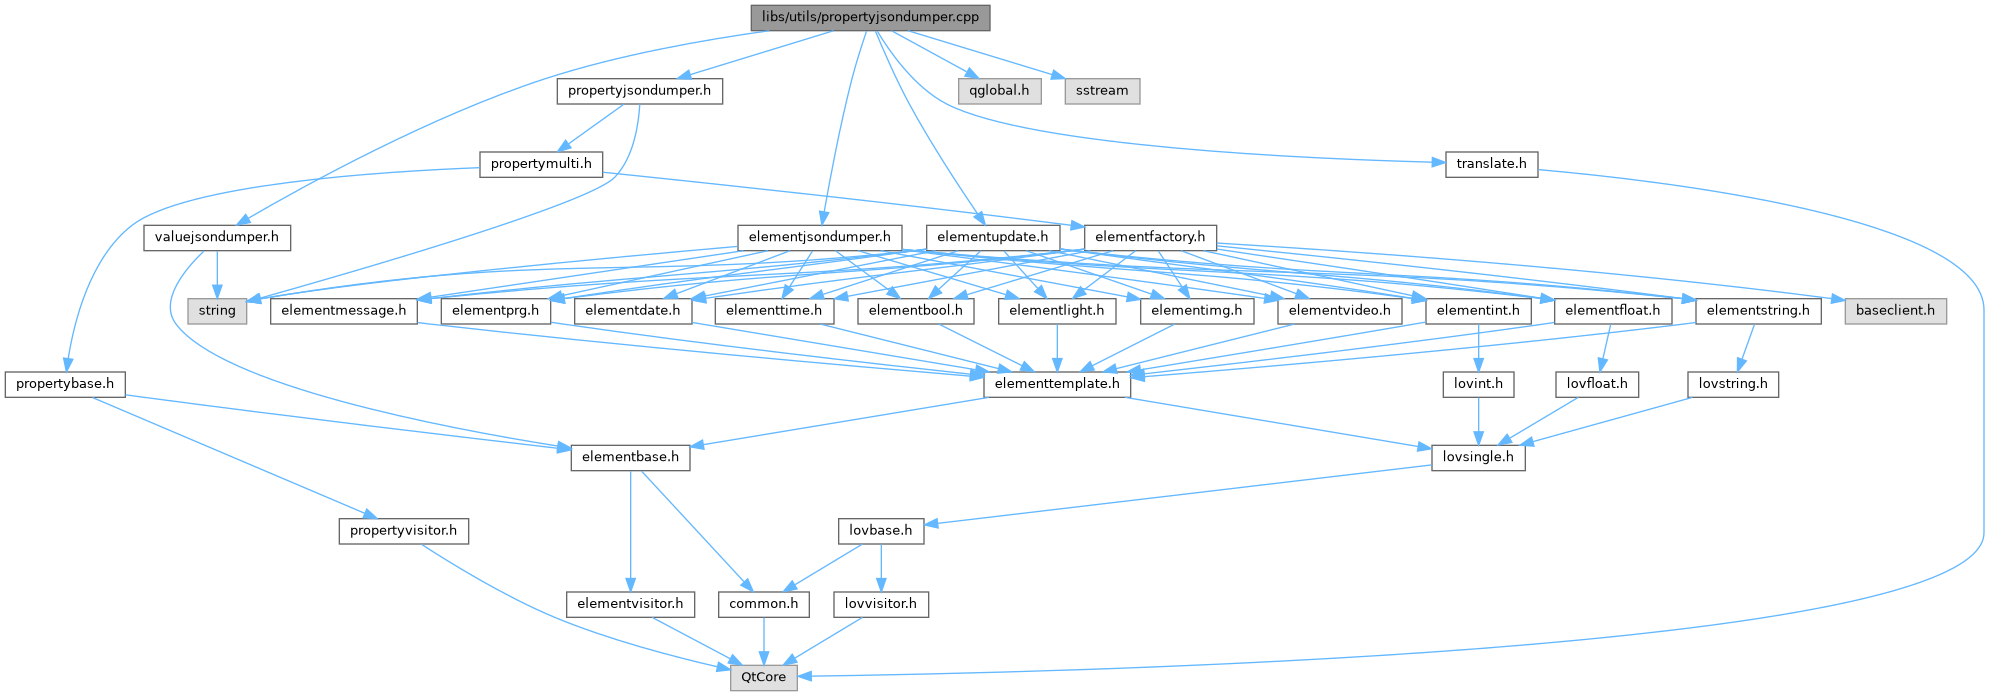 libs/utils/propertyjsondumper.cpp
propertyjsondumper.h
qglobal.h
sstream
propertymulti.h
translate.h
valuejsondumper.h
elementjsondumper.h
elementupdate.h
elementfactory.h
string
elementmessage.h
elementprg.h
elementdate.h
elementtime.h
elementbool.h
elementlight.h
elementimg.h
elementvideo.h
elementint.h
elementfloat.h
elementstring.h
baseclient.h
propertybase.h
elementtemplate.h
lovint.h
lovfloat.h
lovstring.h
elementbase.h
lovsingle.h
propertyvisitor.h
lovbase.h
elementvisitor.h
common.h
lovvisitor.h
QtCore